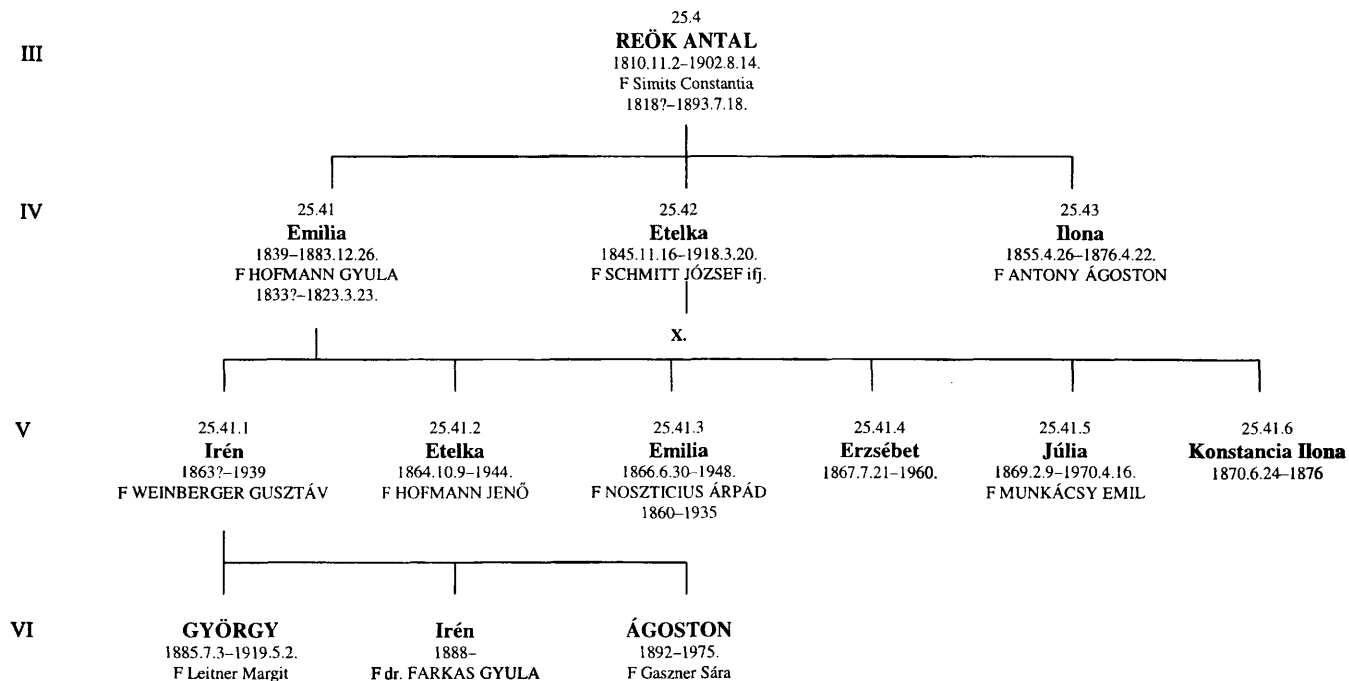 III
25.4
REÖK ANTAL
1810.11.2–1902.8.14.
F Simits Constantia
1818?–1893.7.18.
IV
25.41
Emilia
1839–1883.12.26.
F HOFMANN GYULA
1833?–1823.3.23.
25.42
Etelka
1845.11.16–1918.3.20.
F SCHMITT JÓZSEF ifj.
X.
25.43
Ilona
1855.4.26–1876.4.22.
F ANTONY ÁGOSTON
V
25.41.1
Irén
1863?–1939
F WEINBERGER GUSZTÁV
25.41.2
Etelka
1864.10.9–1944.
F HOFMANN JENŐ
25.41.3
Emilia
1866.6.30–1948.
F NOSZTICIUS ÁRPÁD
1860–1935
25.41.4
Erzsébet
1867.7.21–1960.
25.41.5
Júlia
1869.2.9–1970.4.16.
F MUNKÁCSY EMIL
25.41.6
Konstancia Ilona
1870.6.24–1876
VI
GYÖRGY
1885.7.3–1919.5.2.
F Leitner Margit
Irén
1888–
F dr. FARKAS GYULA
ÁGOSTON
1892–1975.
F Gaszner Sára